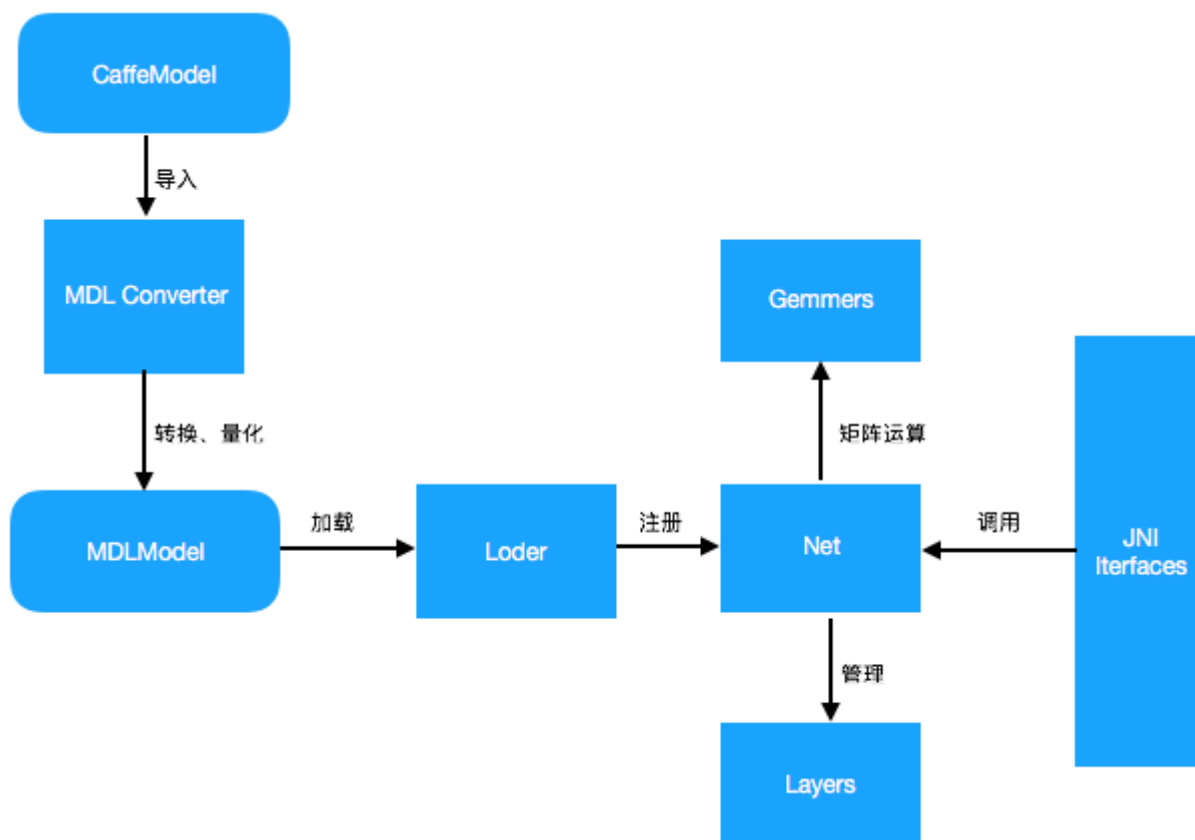 CaffeModel
导入
MDL Converter
Gemmers
转换、量化
矩阵运算
MDLModel
加载
Loder
注册
Net
调用
JNI
Iterfaces
管理
Layers